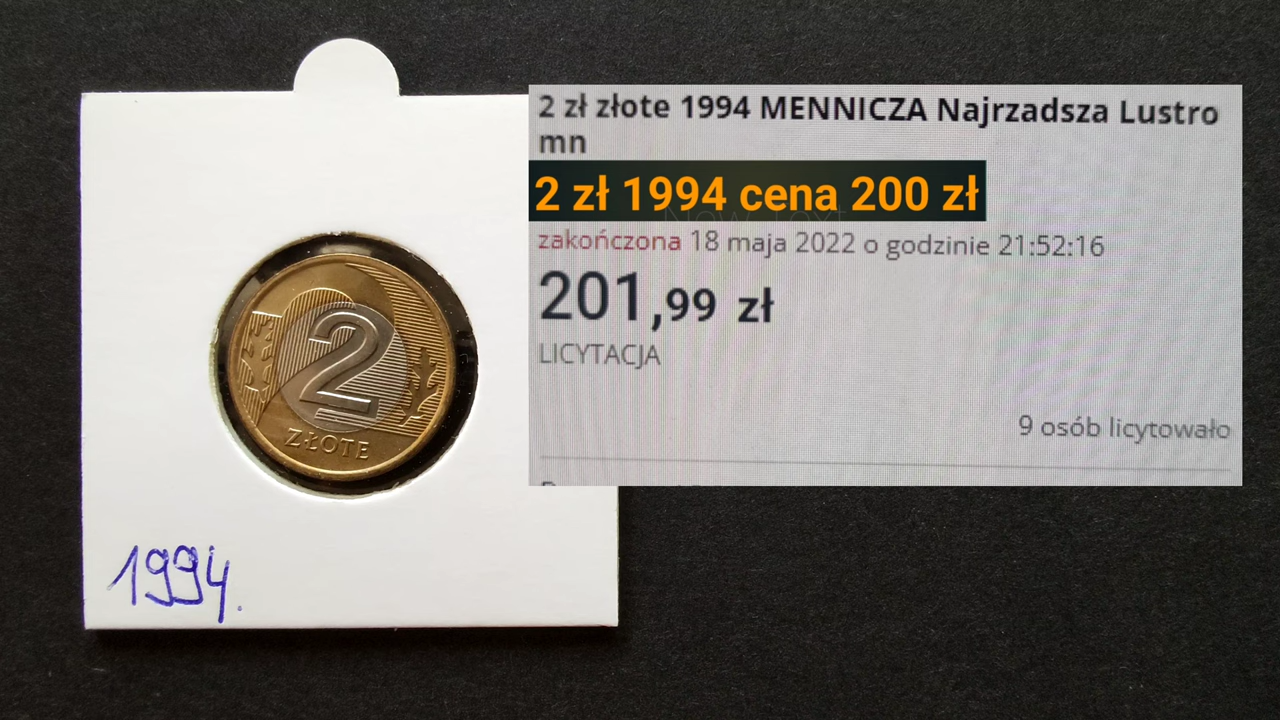 2
ZŁOTE
1994.
2 zł złote 1994 MENNICZA Najrzadsza Lustro
mn
2 zł 1994 cena 200 zł
zakończona 18 maja 2022 o godzinie 21:52:16
201,99 zł
LICYTACJA
9 osób licytowało